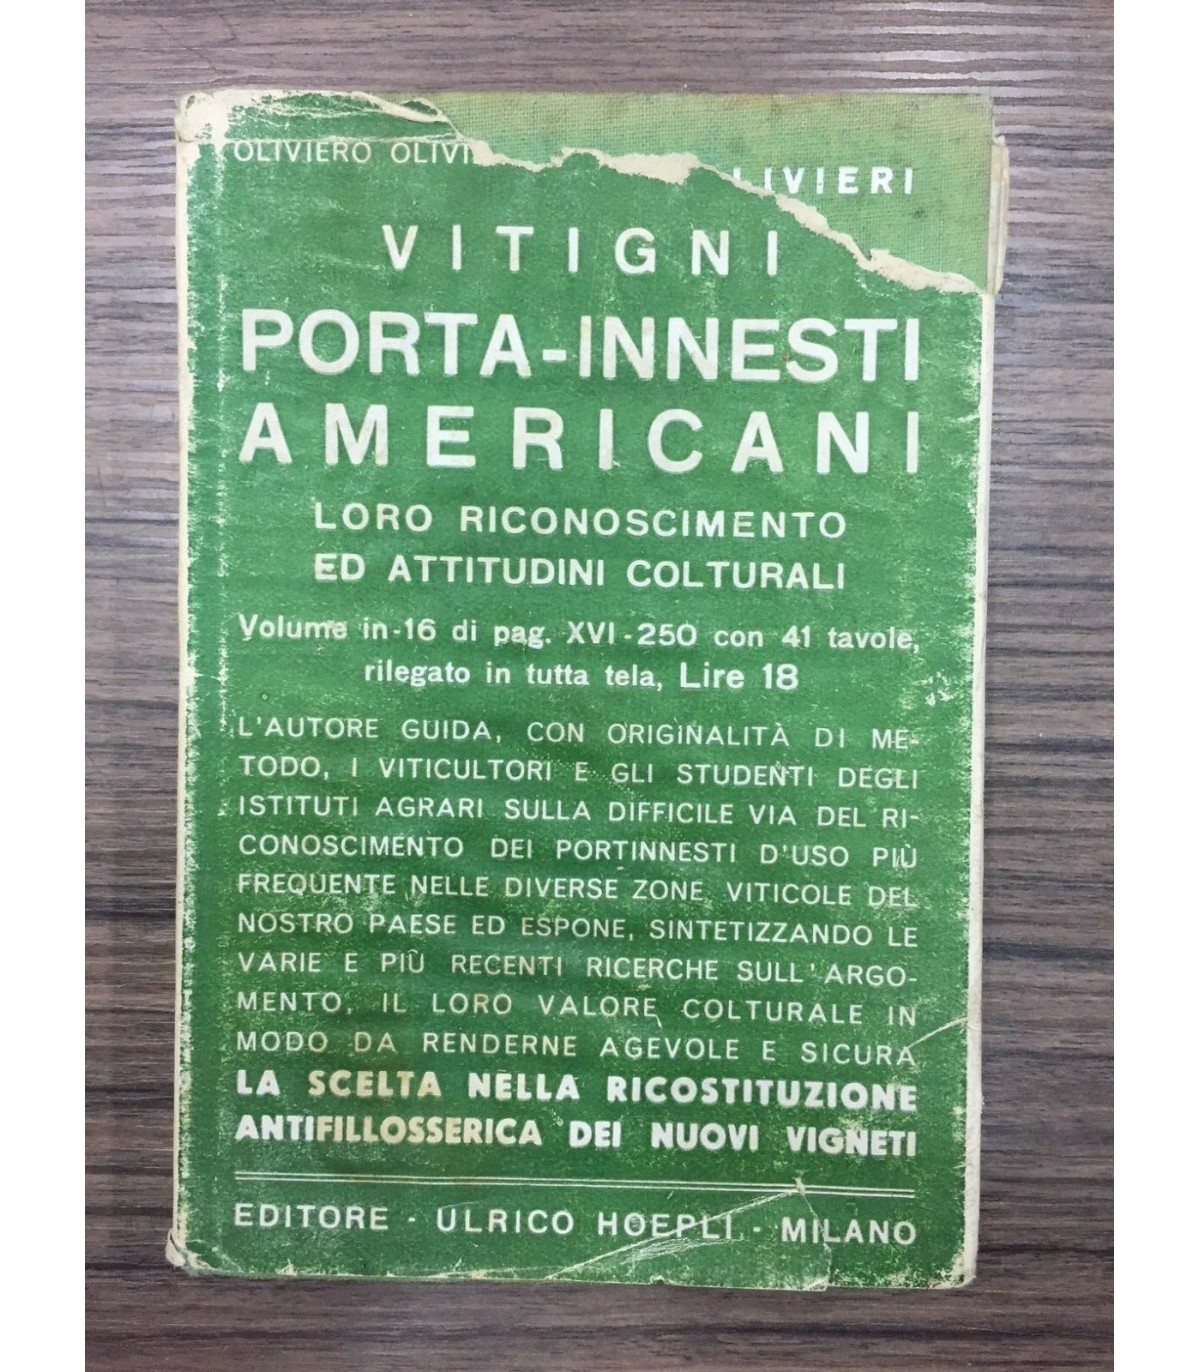 OLIVIERO OLIVI
LIVIERI
VITIGNI
PORTA-INNESTI
AMERICANI
LORO RICONOSCIMENTO
ED ATTITUDINI COLTURALI
Volume in-16 di pag. XVI-250 con 41 tavole,
rilegato in tutta tela, Lire 18
L'AUTORE GUIDA, CON ORIGINALITÀ DI ME-
TODO, I VITICULTORI E GLI STUDENTI DEGLI
ISTITUTI AGRARI SULLA DIFFICILE VIA DEL RI-
CONOSCIMENTO DEI PORTINNESTI D'USO PIÙ
FREQUENTE NELLE DIVERSE ZONE VITICOLE DEL
NOSTRO PAESE ED ESPONE, SINTETIZZANDO LE
VARIE E PIÙ RECENTI RICERCHE SULL'ARGO-
MENTO, IL LORO VALORE COLTURALE IN
MODO DA RENDERNE AGEVOLE E SICURA
LA SCELTA NELLA RICOSTITUZIONE
ANTIFILLOSSERICA DEI NUOVI VIGNETI
EDITORE - ULRICO HOEPLI - MILANO